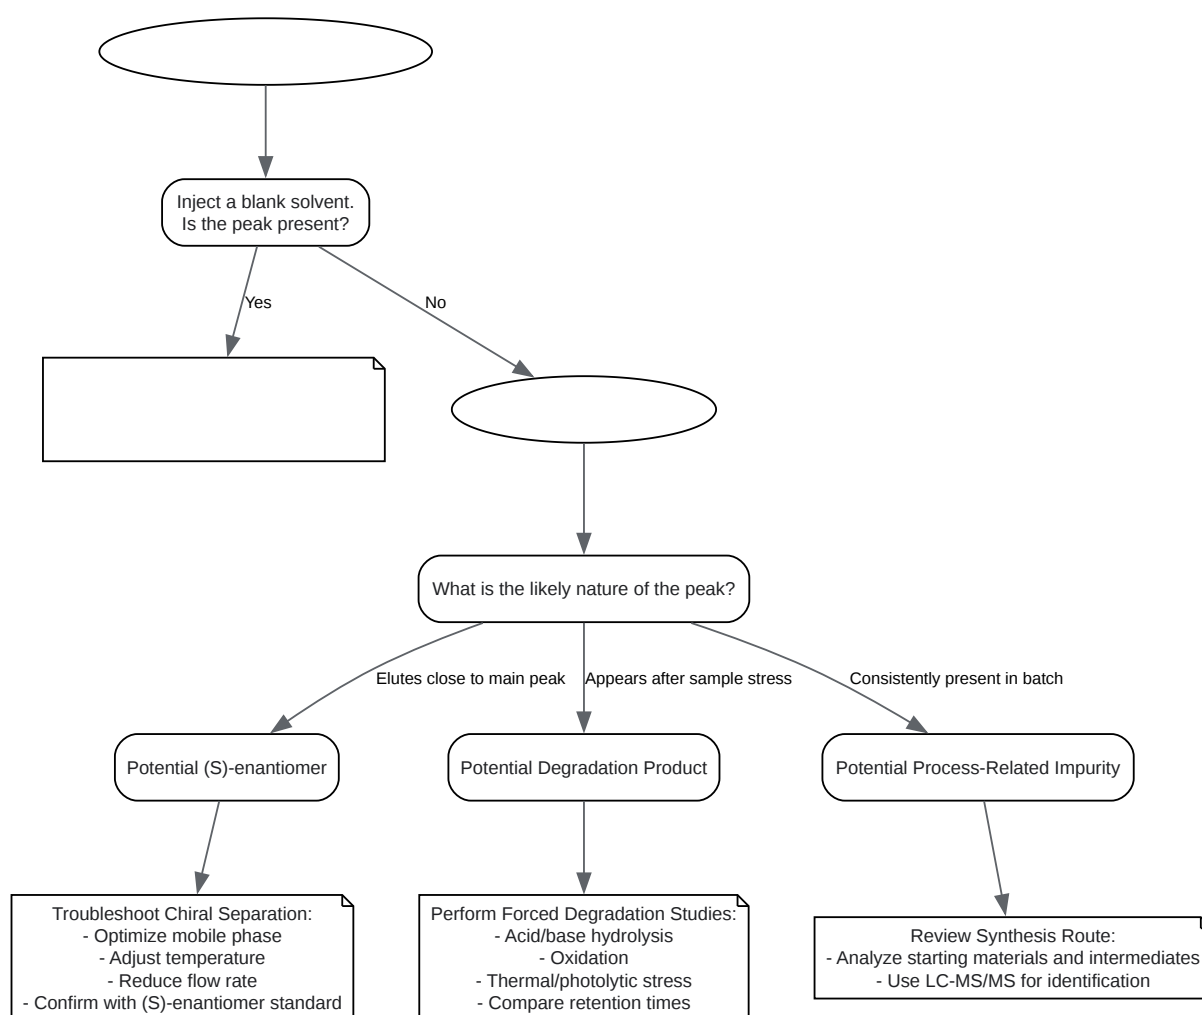 Inject a blank solvent.
Is the peak present?
Yes
No
What is the likely nature of the peak?
Elutes close to main peak
Appears after sample stress
Consistently present in batch
Potential (S)-enantiomer
Potential Degradation Product
Potential Process-Related Impurity
Troubleshoot Chiral Separation:
- Optimize mobile phase
- Adjust temperature
- Reduce flow rate
- Confirm with (S)-enantiomer standard
Perform Forced Degradation Studies:
- Acid/base hydrolysis
- Oxidation
- Thermal/photolytic stress
- Compare retention times
Review Synthesis Route:
- Analyze starting materials and intermediates
- Use LC-MS/MS for identification